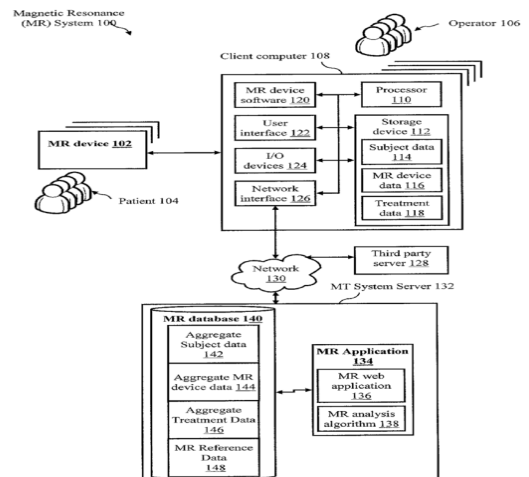 Magnetic Resonance
(MR) System 100
Operator 106
Client computer 108
MR device
software 120
Processor
110
User
interface 122
Storage
device 112
Subject data
114
MR device 102
I/O
devices 124
MR device
data 116
Network
interface 126
Treatment
data 118
Patient 104
Network
130
Third party
server 128
MT System Server 132
MR database 140
Aggregate
Subject data
142
MR Application
134
Aggregate MR
device data 144
MR web
application
136
Aggregate
Treatment Data
146
MR analysis
algorithm 138
MR Reference
Data
148